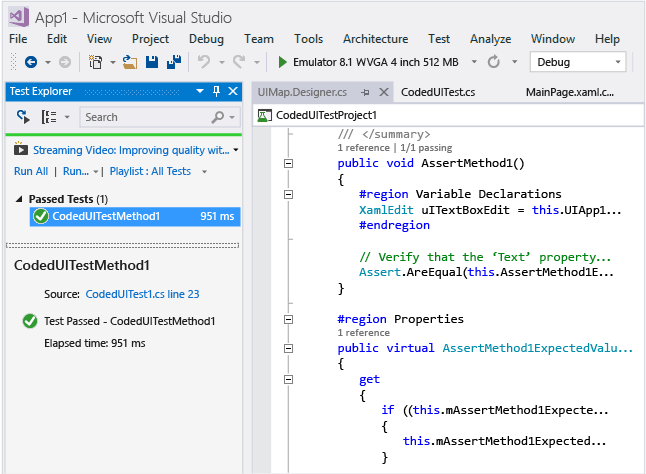 App1 - Microsoft Visual Studio
File Edit View Project Debug Team Tools Architecture Test Analyze Window Help
Emulator 8.1 WVGA 4 inch 512 MB Debug
Test Explorer
Search
Streaming Video: Improving quality wit...
Run All | Run... | Playlist : All Tests
Passed Tests (1)
CodedUITestMethod1 951 ms
CodedUITestMethod1
Source: CodedUITest1.cs line 23
Test Passed - CodedUITestMethod1
Elapsed time: 951 ms
UIMap.Designer.cs CodedUITest.cs MainPage.xaml.c...
CodedUITestProject1
/// </summary>
1 reference | 1/1 passing
public void AssertMethod1()
{
#region Variable Declarations
XamlEdit uITextBoxEdit = this.UIApp1...
#endregion
// Verify that the ‘Text’ property...
Assert.AreEqual(this.AssertMethod1E...
}
#region Properties
1 reference
public virtual AssertMethod1ExpectedValu...
{
get
{
if ((this.mAssertMethod1Expecte...
{
this.mAssertMethod1Expected...
}